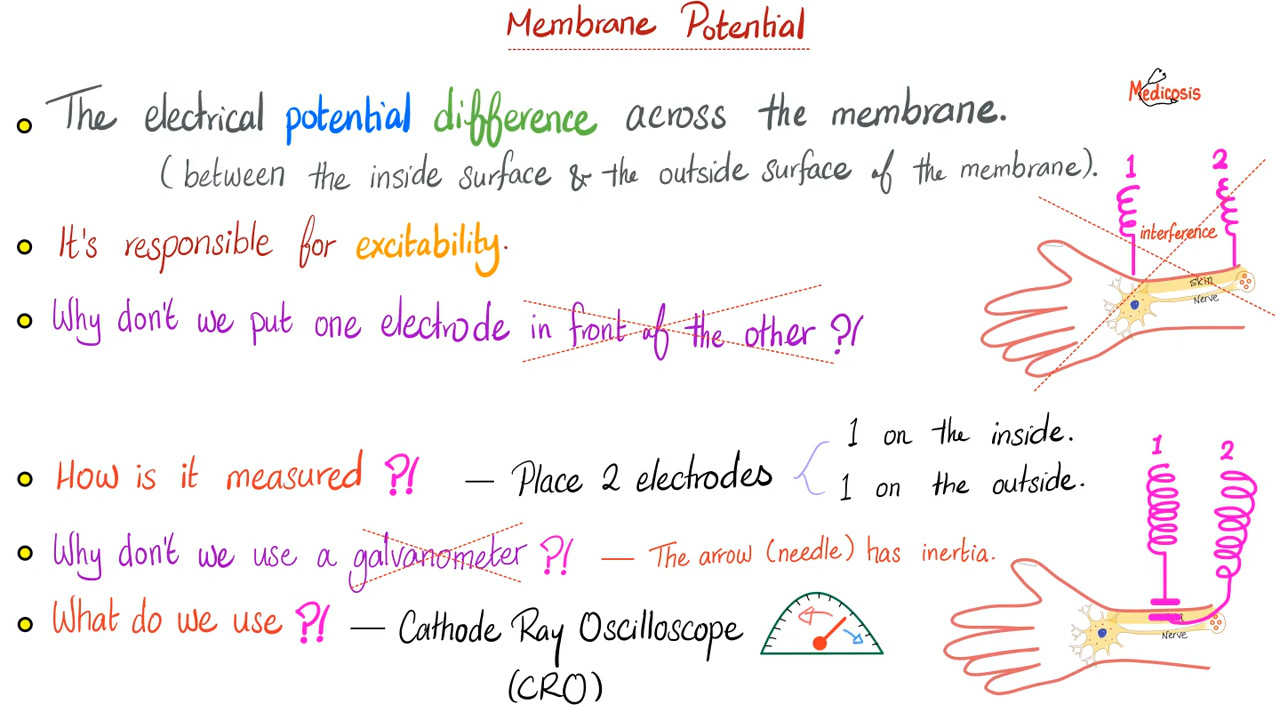 Membrane Potential
Medicosis
The electrical potential difference across the membrane.
(between the inside surface & the outside surface of the membrane).
1 2
interference
Skin
Nerve
It's responsible for excitability.
Why don't we put one electrode in front of the other ?!
How is it measured ?! — Place 2 electrodes
1 on the inside.
1 on the outside.
1 2
Why don't we use a galvanometer ?! — The arrow (needle) has inertia.
What do we use ?! — Cathode Ray Oscilloscope
(CRO)
Nerve